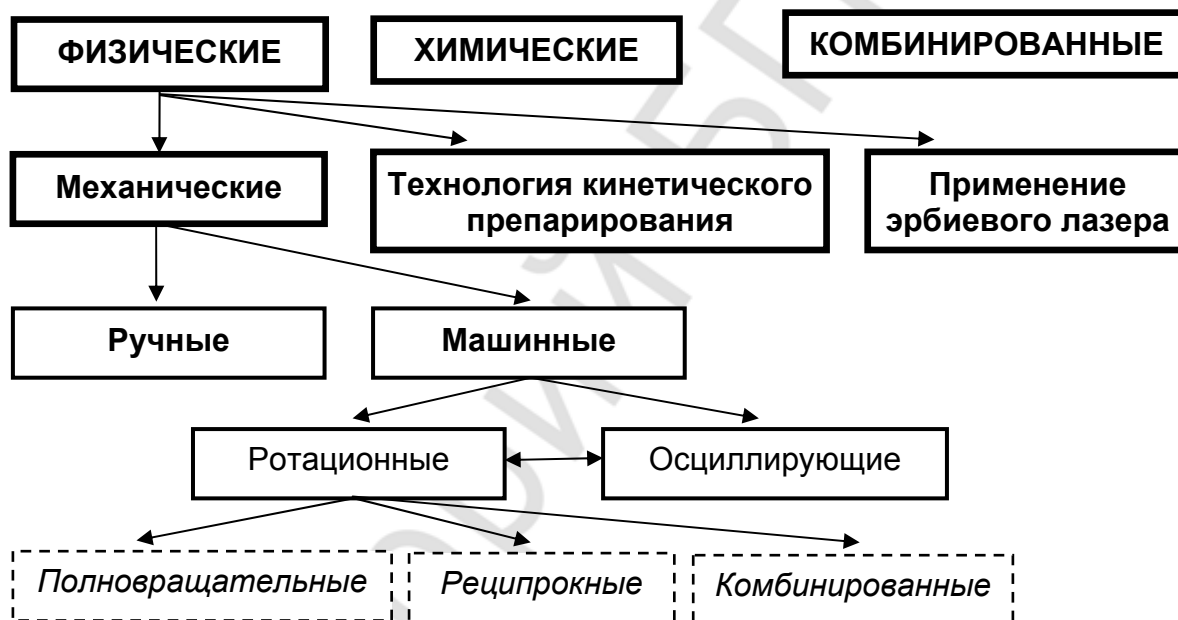 ФИЗИЧЕСКИЕ
ХИМИЧЕСКИЕ
КОМБИНИРОВАННЫЕ
Механические
Технология кинетического
препарирования
Применение
эрбиевого лазера
Ручные
Машинные
Ротационные
Осциллирующие
Полновращательные
Реципрокные
Комбинированные